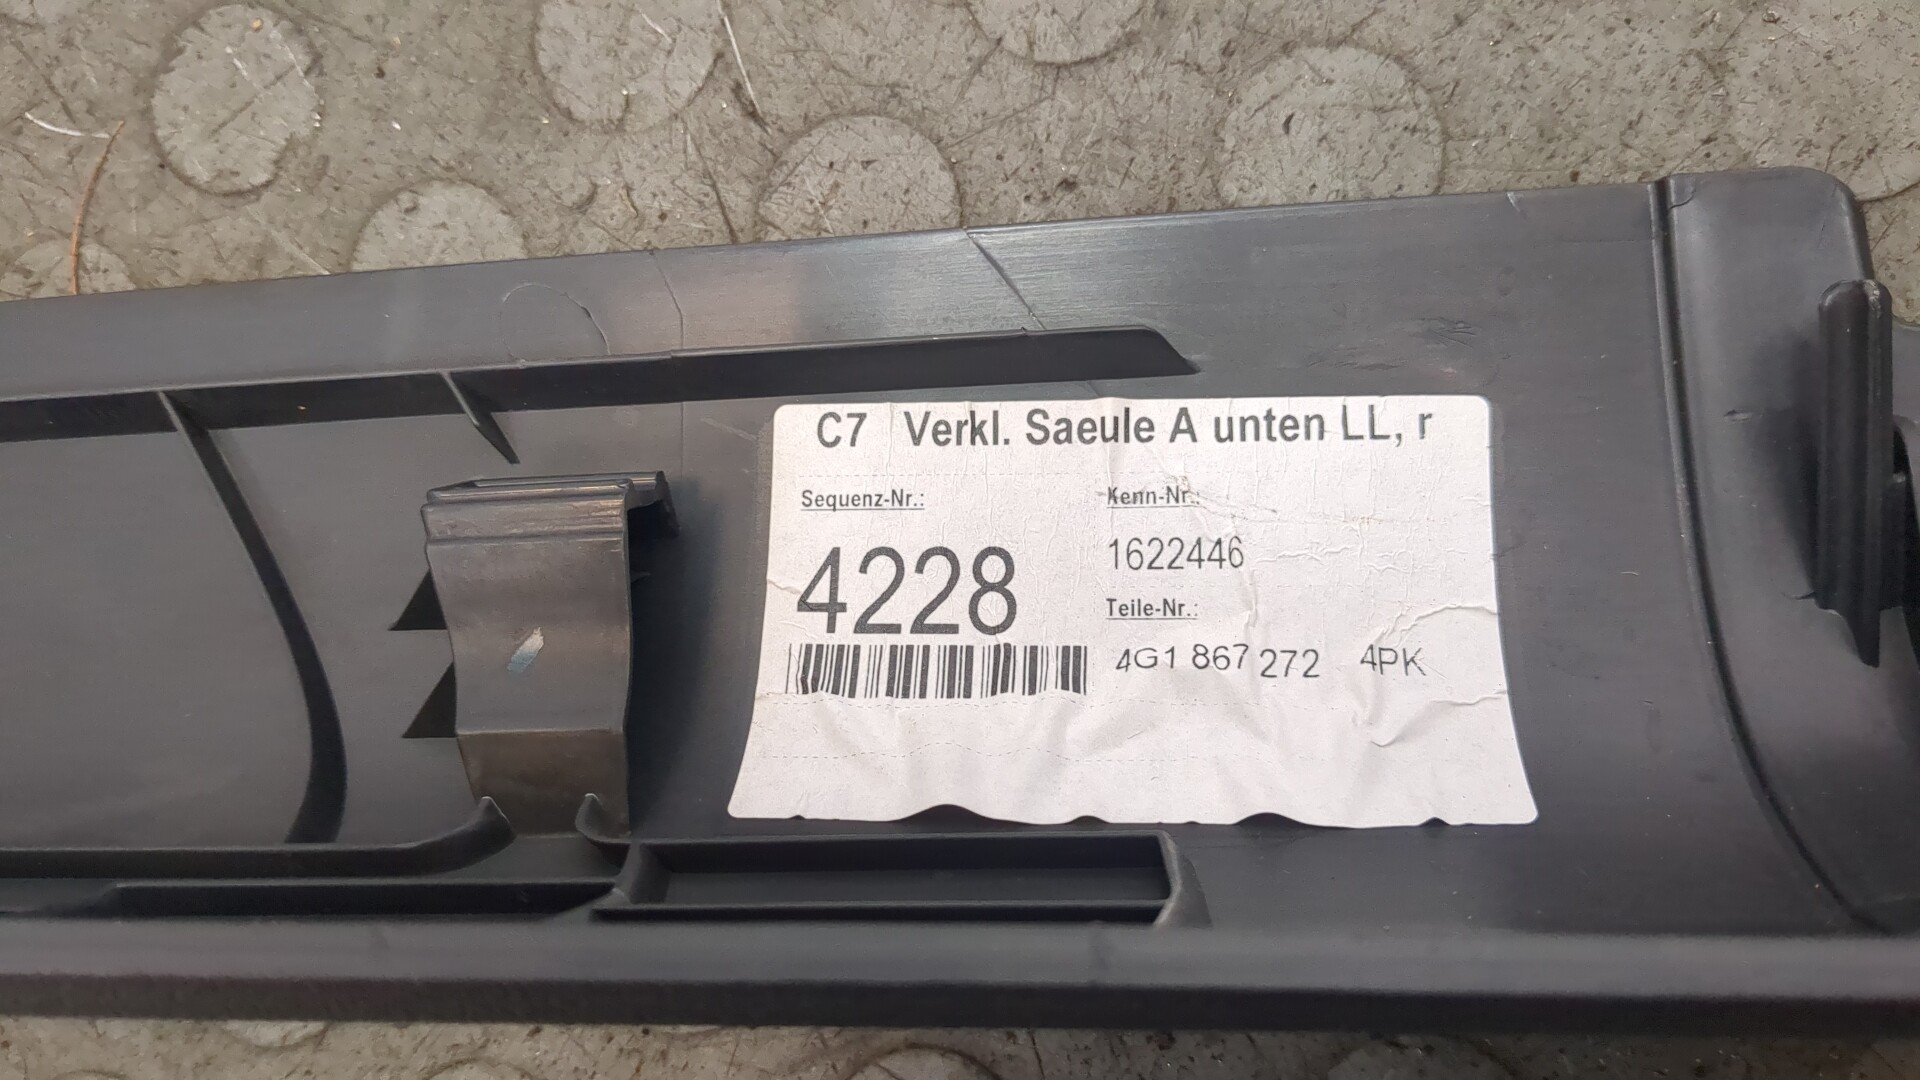 C7 Verkl. Saeule A unten LL, r
Sequenz-Nr.:
4228
Kenn-Nr.:
1622446
Teile-Nr.:
4G1 867 272 4PK